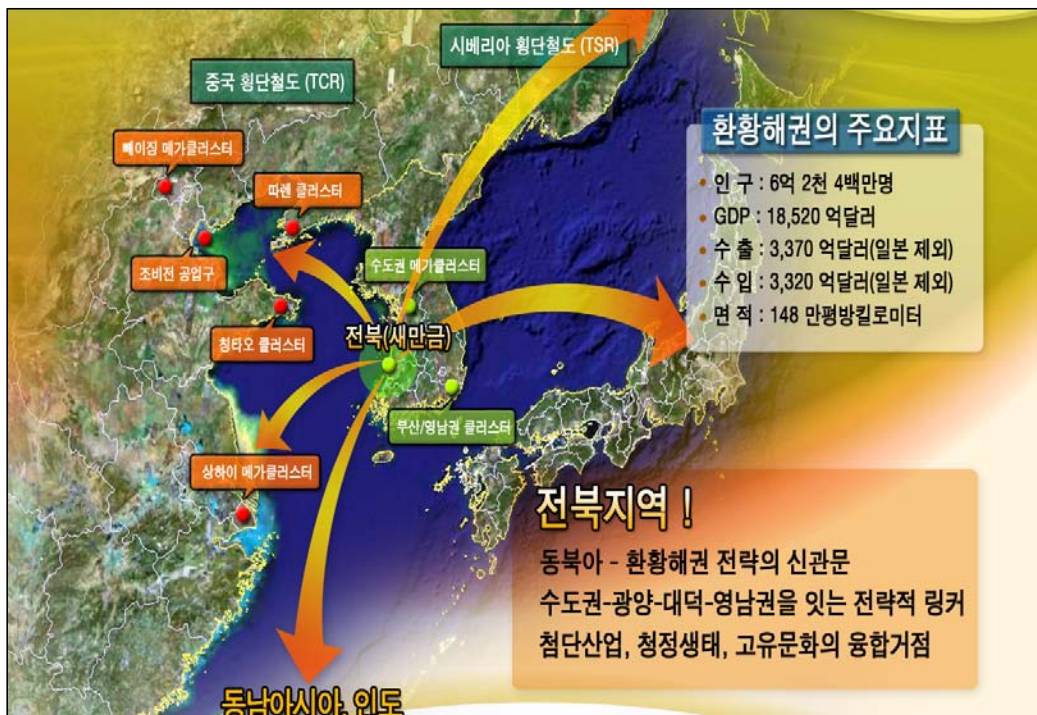 시베리아 횡단철도 (TSR)
중국 횡단철도 (TCR)
환황해권의 주요지표
• 인 구 : 6억 2천 4백만명
• GDP : 18,520 억달러
• 수 출 : 3,370 억달러(일본 제외)
• 수 입 : 3,320 억달러(일본 제외)
• 면 적 : 148 만평방킬로미터
베이징 메가클러스터
따롄 클러스터
조비전 공업구
수도권 메가클러스터
칭타오 클러스터
전북(새만금)
부산/영남권 클러스터
상하이 메가클러스터
전북지역 !
동북아 - 환황해권 전략의 신관문
수도권-광양-대덕-영남권을 잇는 전략적 링커
첨단산업, 청정생태, 고유문화의 융합거점
동남아시아, 인도